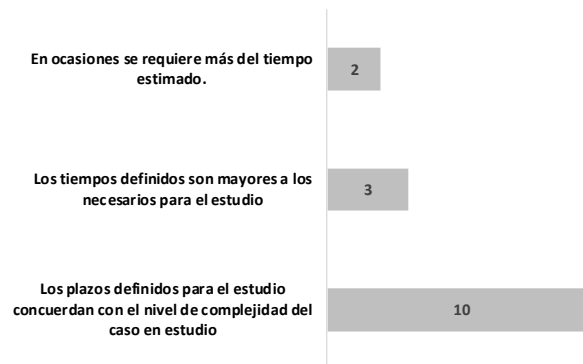 En ocasiones se requiere más del tiempo
estimado.
2
Los tiempos definidos son mayores a los
necesarios para el estudio
3
Los plazos definidos para el estudio
concuerdan con el nivel de complejidad del
caso en estudio
10